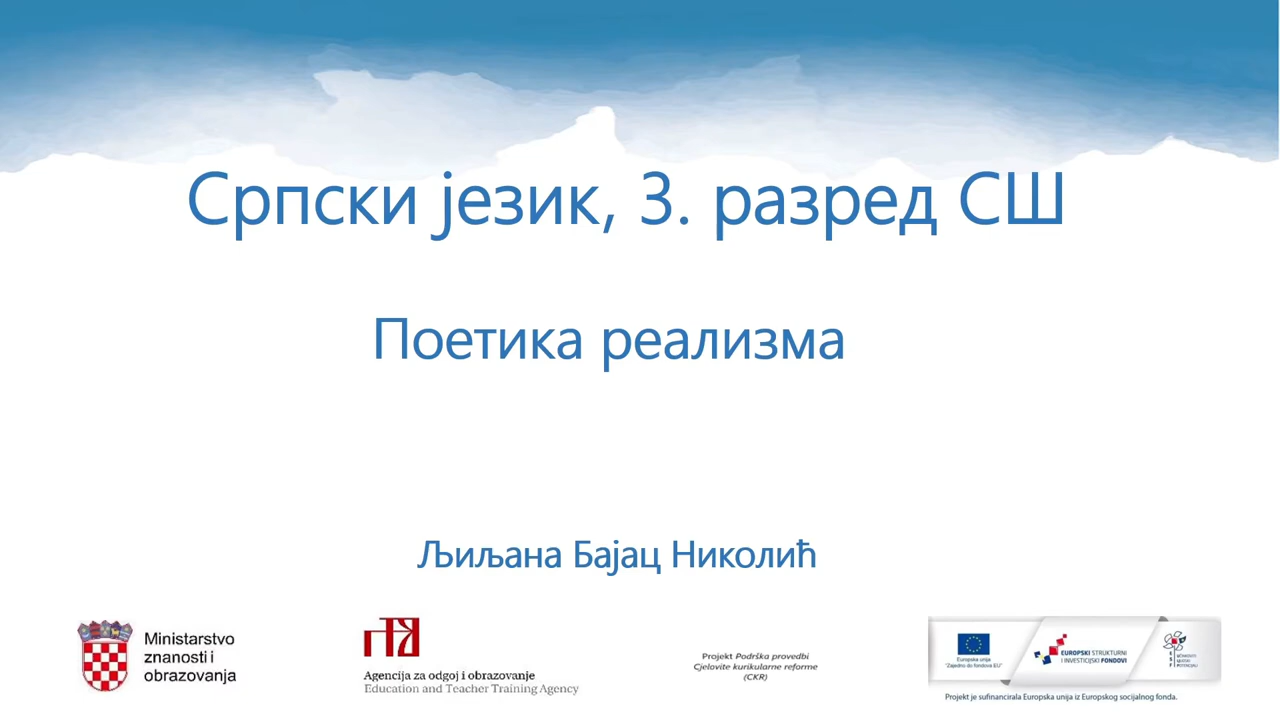 Српски језик, 3. разред СШ
Поетика реализма
Љиљана Бајац Николић
Ministarstvo
znanosti i
obrazovanja
Agencija za odgoj i obrazovanje
Education and Teacher Training Agency
Projekt Podrška provedbi
Cjelovite kurikularne reforme
(CKR)
Europska unija
"Zajedno do fondova EU"
EUROPSKI STRUKTURNI
I INVESTICIJSKI FONDOVI
Projekt je sufinancirala Europska unija iz Europskog socijalnog fonda.